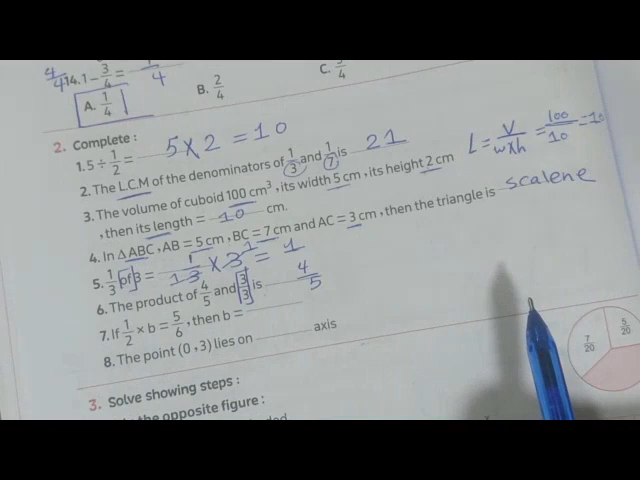 4/4 14. 1 - 3/4 = 1/4
A. 1/4 B. 2/4 C. 3/4
2. Complete :
1. 5 ÷ 1/2 = 5 × 2 = 10
2. The L.C.M of the denominators of 1/3 and 1/7 is 21
3. The volume of cuboid 100 cm³ , its width 5 cm , its height 2 cm
, then its length = 10 cm.
L = V/w×h = 100/10 = 10
4. In △ ABC , AB = 5 cm , BC = 7 cm and AC = 3 cm , then the triangle is scalene
5. 1/3 of 3 = 1/3 × 3 = 1
6. The product of 4/5 and 3/3 is 4/5
7. If 1/2 × b = 5/6 , then b =
8. The point (0 , 3) lies on axis
3. Solve showing steps :
the opposite figure :
7/20 5/20